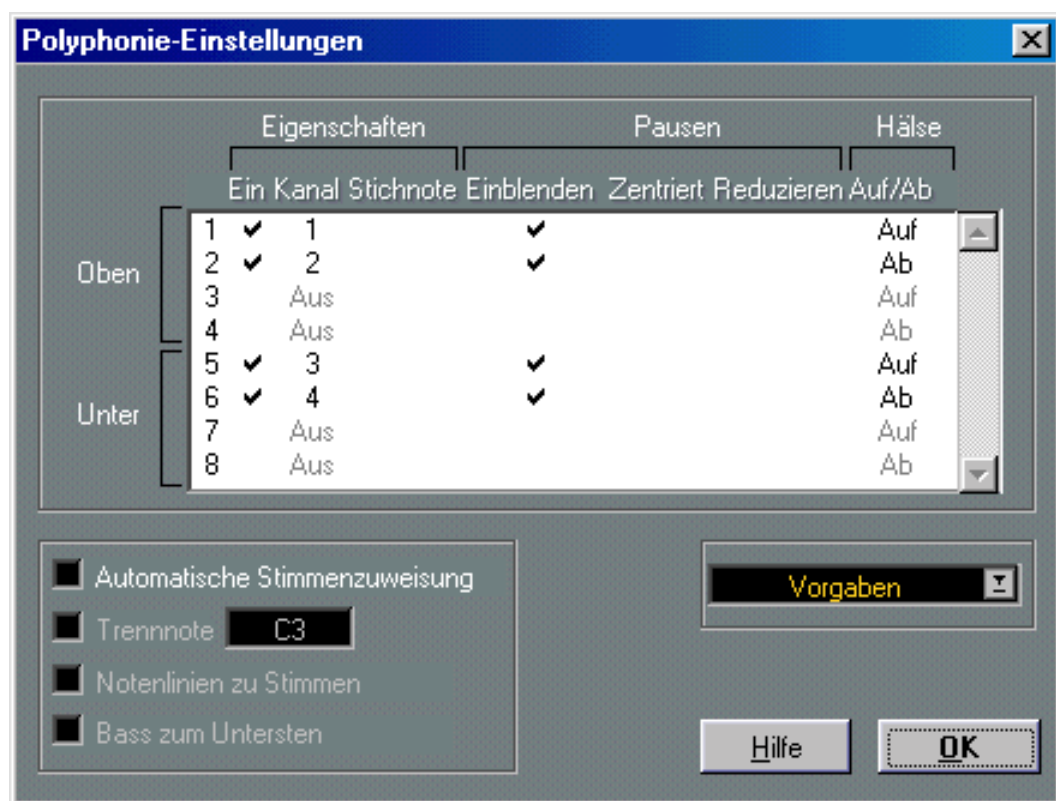 Polyphonie-Einstellungen
Eigenschaften Pausen Hälse
Ein Kanal Stichnote Einblenden Zentriert Reduzieren Auf/Ab
Oben
1 ✔ 1 ✔ Auf
2 ✔ 2 ✔ Ab
3 Aus Auf
4 Aus Ab
Unter
5 ✔ 3 ✔ Auf
6 ✔ 4 ✔ Ab
7 Aus Auf
8 Aus Ab
Automatische Stimmenzuweisung
Trennnote C3
Notenlinien zu Stimmen
Bass zum Untersten
Vorgaben
Hilfe OK